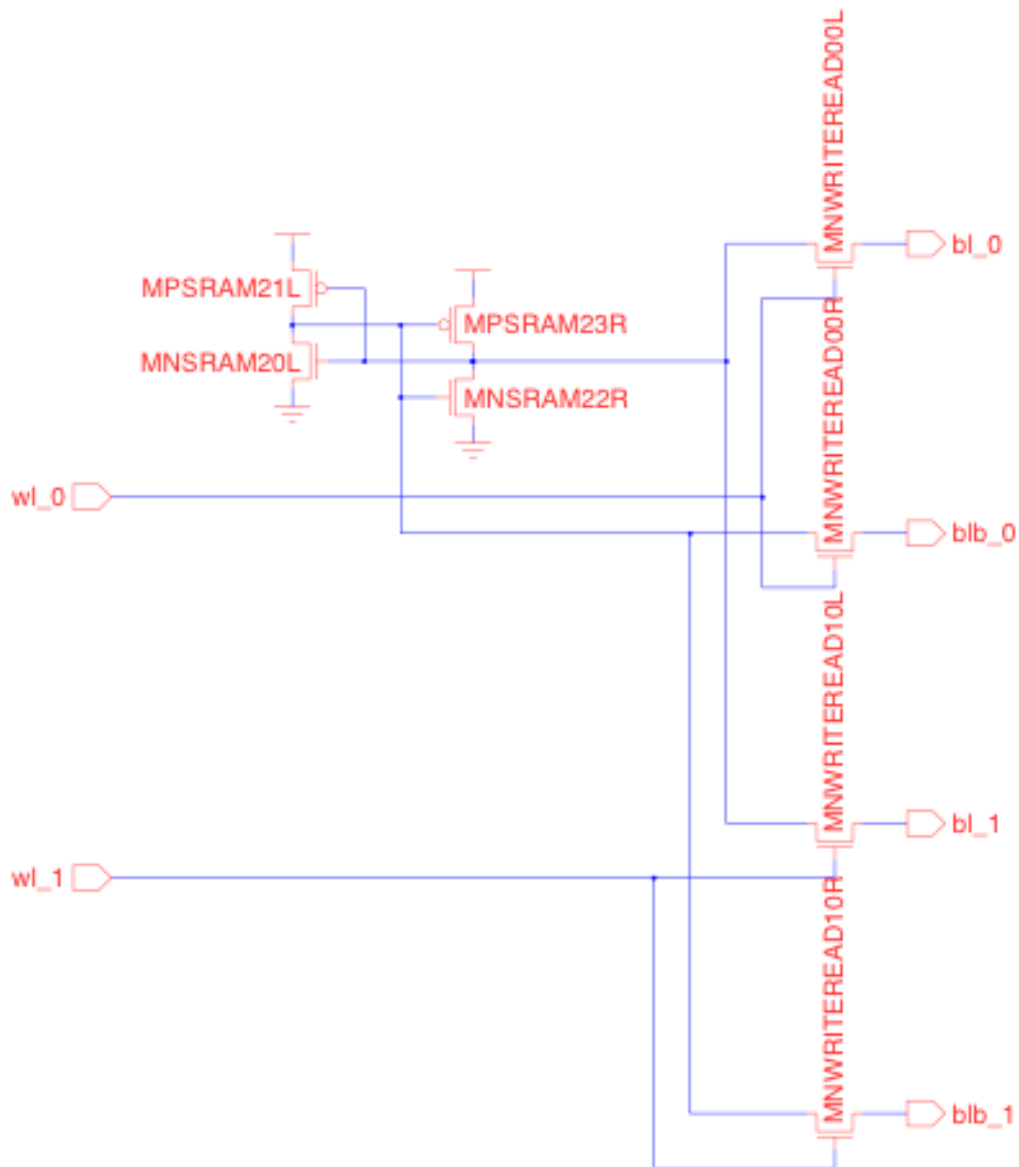 MNWRITEREAD00L
bl_0
MPSRAM21L
MPSRAM23R
MNSRAM20L
MNSRAM22R
MNWRITEREAD00R
wl_0
blb_0
MNWRITEREAD10L
bl_1
wl_1
MNWRITEREAD10R
blb_1